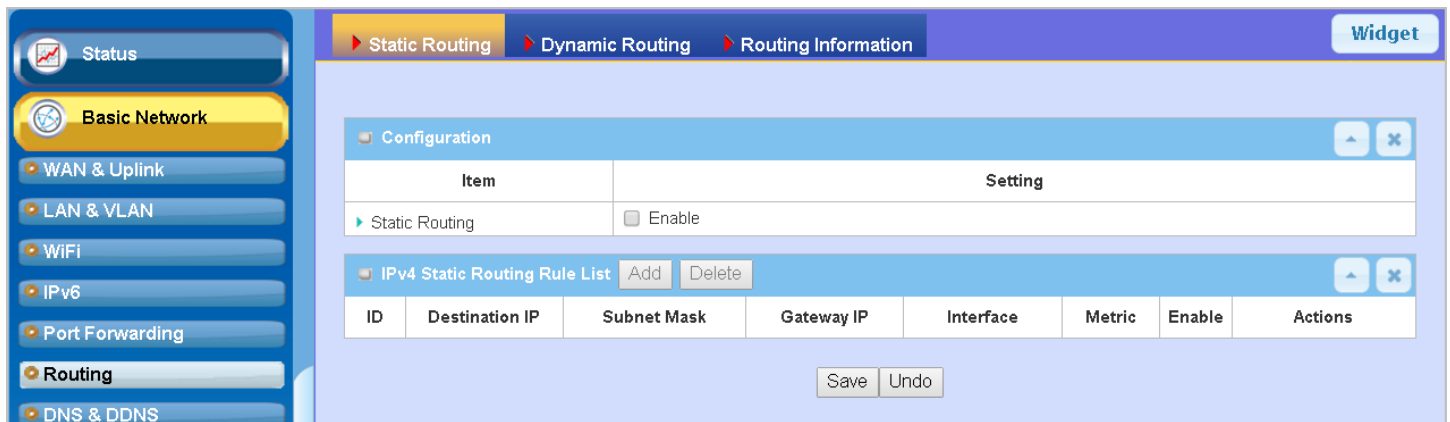 Status
Basic Network
WAN & Uplink
LAN & VLAN
WiFi
IPv6
Port Forwarding
Routing
DNS & DDNS
Static Routing Dynamic Routing Routing Information Widget
Configuration
Item Setting
Static Routing Enable
IPv4 Static Routing Rule List Add Delete
ID Destination IP Subnet Mask Gateway IP Interface Metric Enable Actions
Save Undo